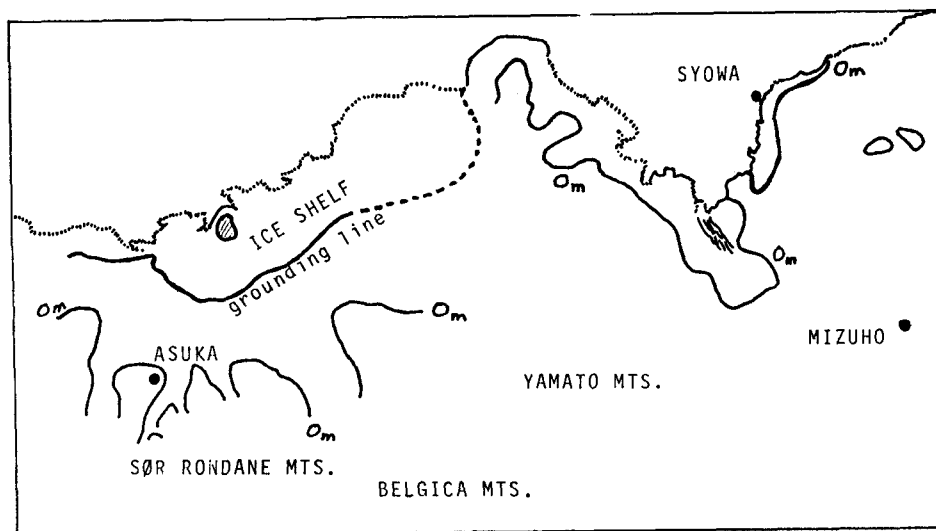 SYOWA
Om
Om
ICE SHELF
grounding line
Om
Om
Om
MIZUHO
ASUKA
YAMATO MTS.
Om
SØR RONDANE MTS.
BELGICA MTS.